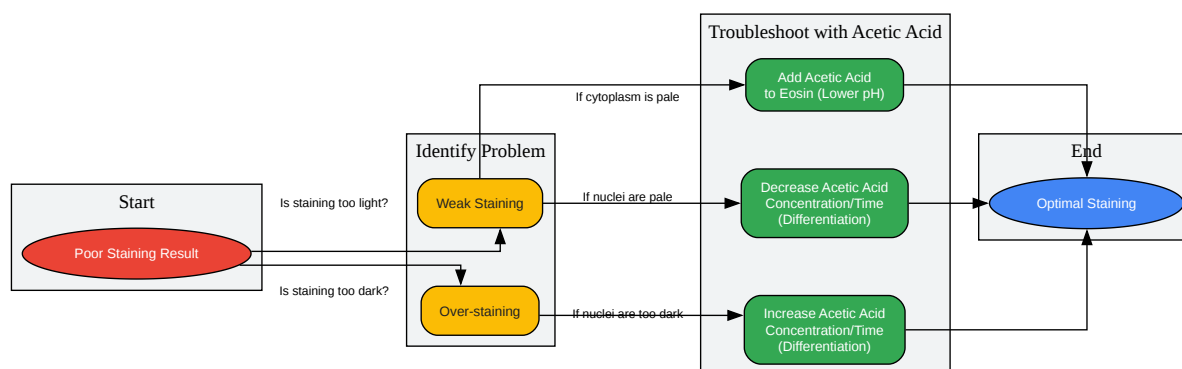 Troubleshoot with Acetic Acid
Add Acetic Acid
to Eosin (Lower pH)
If cytoplasm is pale
Identify Problem
End
Start
Is staining too light?
Weak Staining
If nuclei are pale
Decrease Acetic Acid
Concentration/Time
(Differentiation)
Optimal Staining
Poor Staining Result
Is staining too dark?
Over-staining
If nuclei are too dark
Increase Acetic Acid
Concentration/Time
(Differentiation)